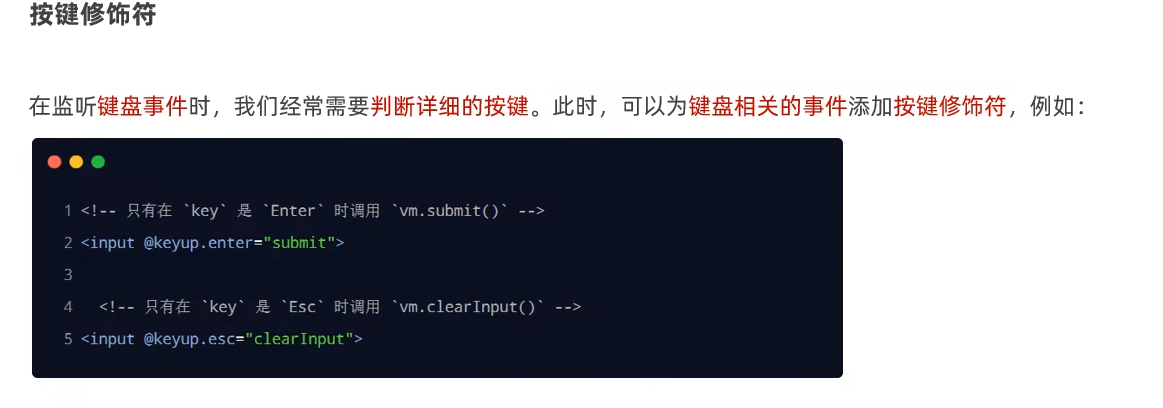 按键修饰符
在监听键盘事件时，我们经常需要判断详细的按键。此时，可以为键盘相关的事件添加按键修饰符，例如：
1 <!-- 只有在 `key` 是 `Enter` 时调用 `vm.submit()` -->
2 <input @keyup.enter="submit">
3
4   <!-- 只有在 `key` 是 `Esc` 时调用 `vm.clearInput()` -->
5 <input @keyup.esc="clearInput">